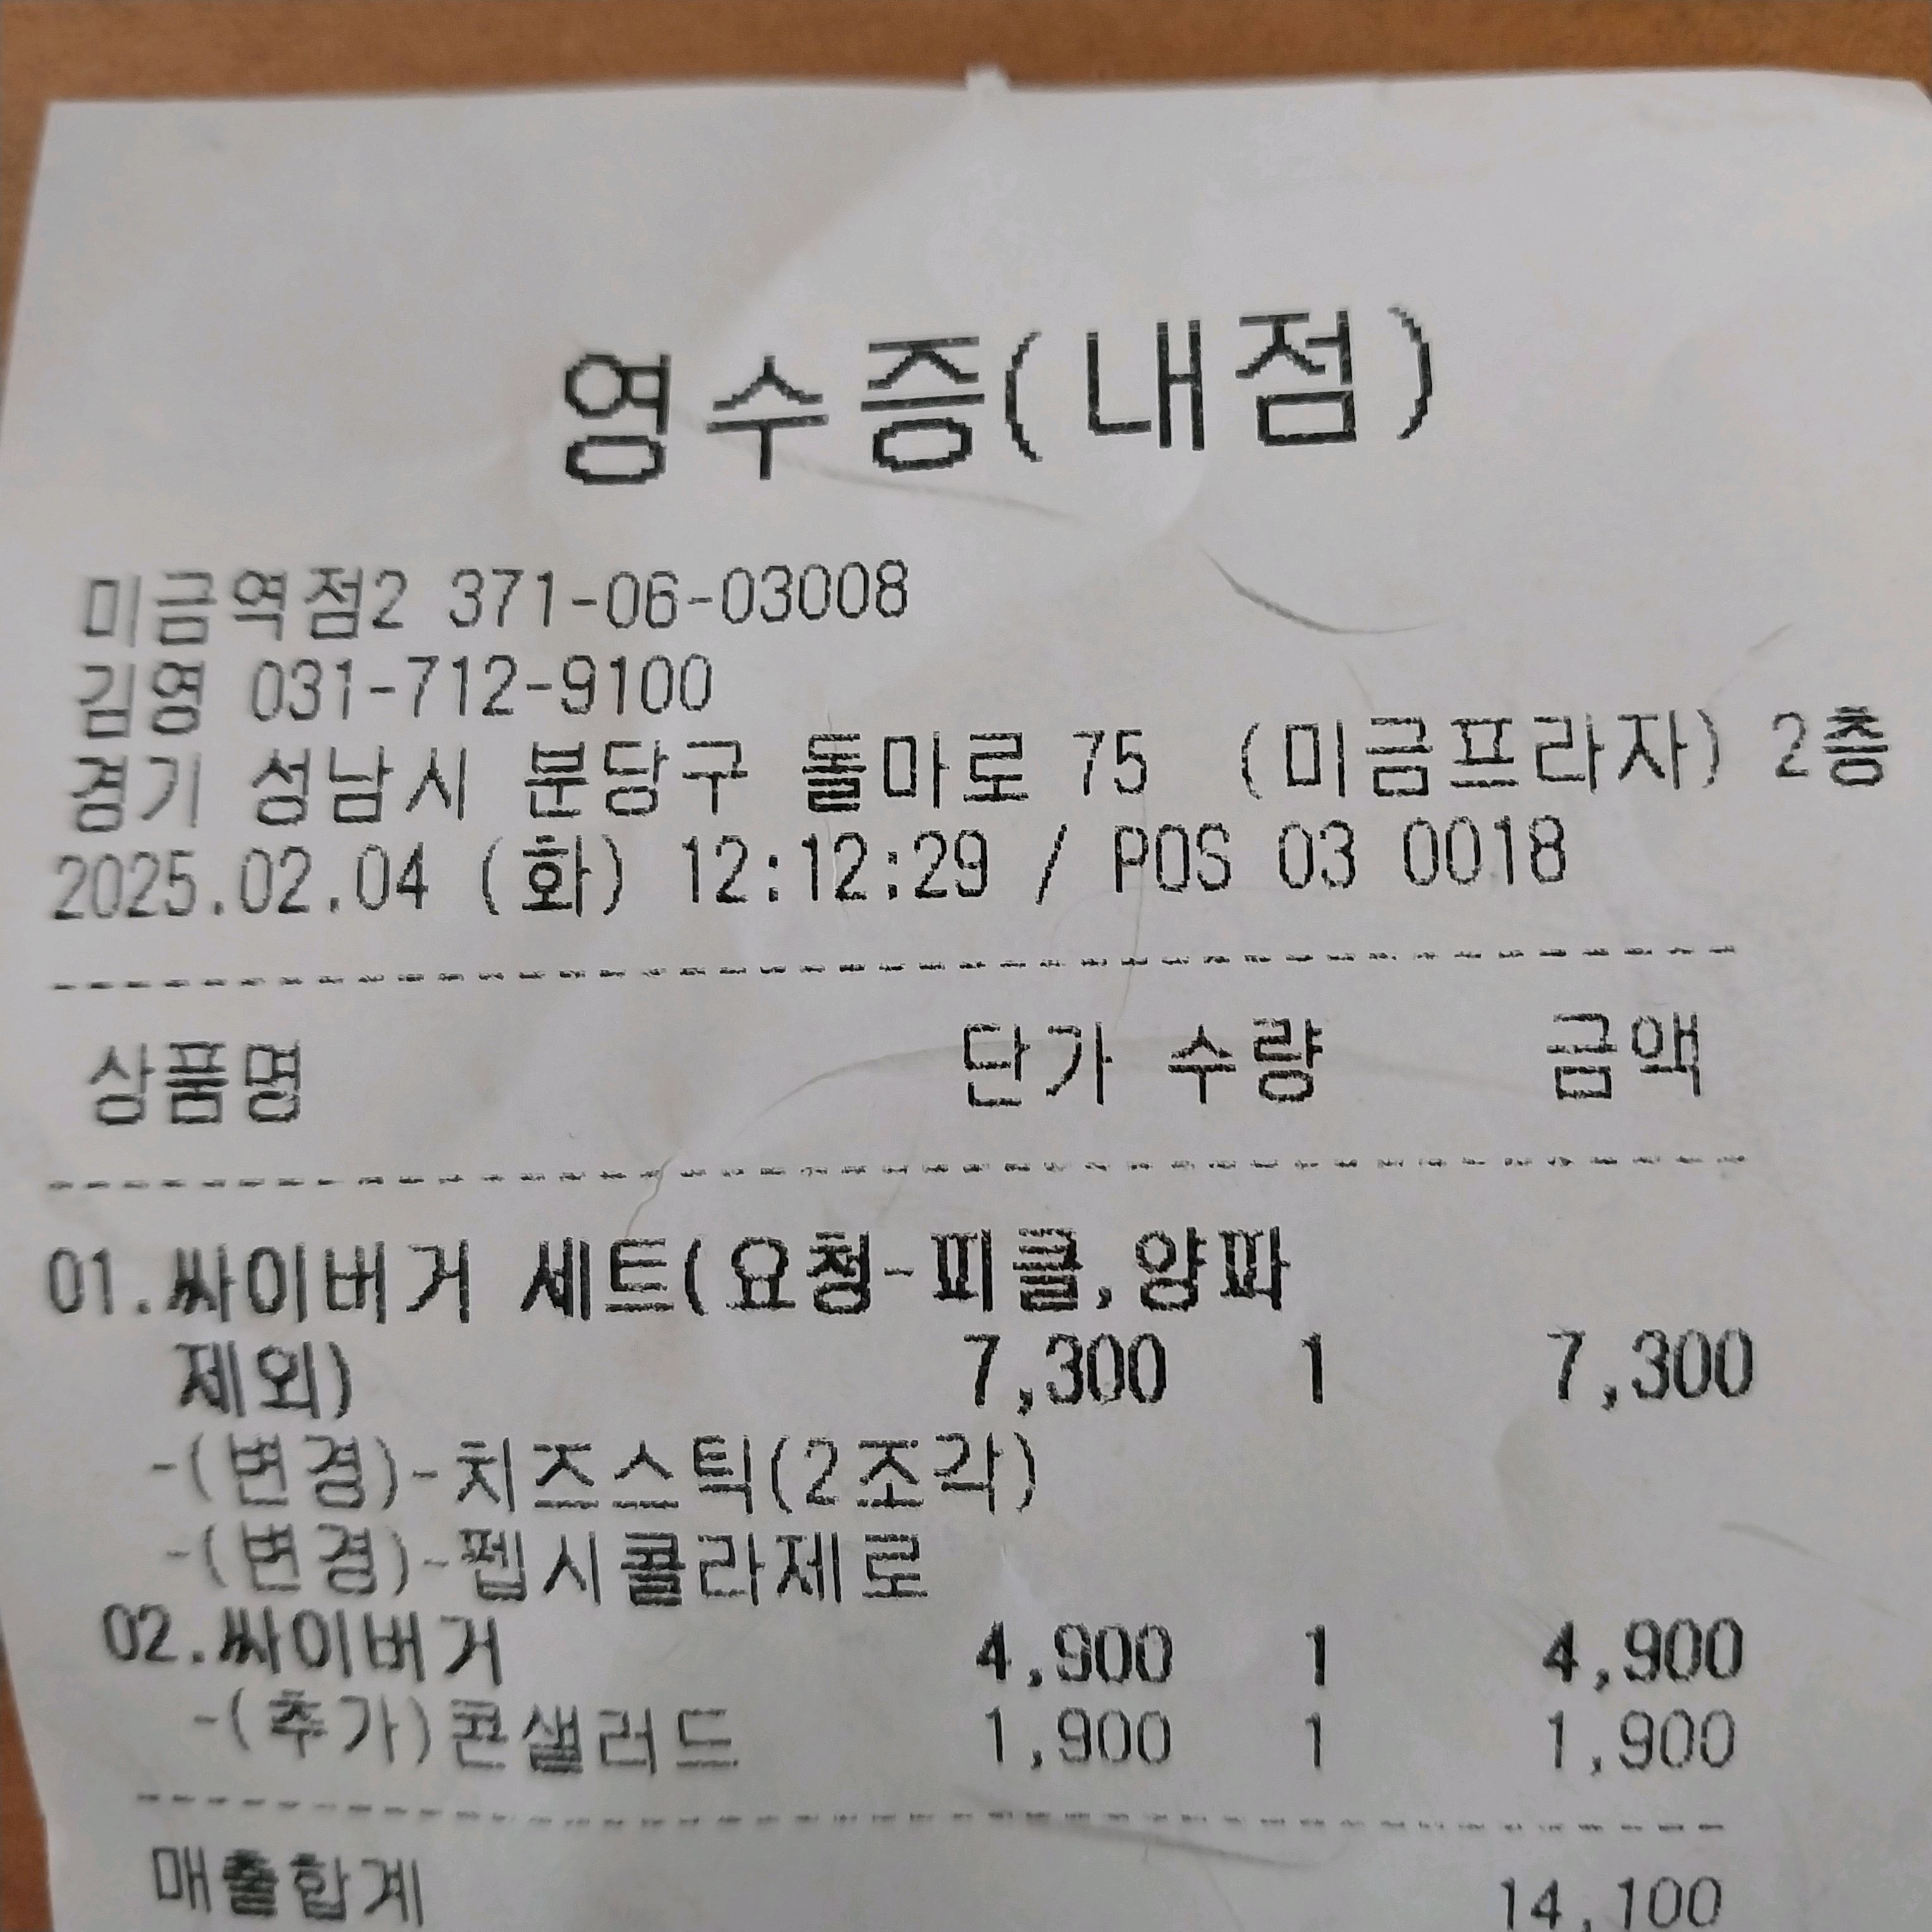 영수증(내점)
미금역점2 371-06-03008
김영 031-712-9100
경기 성남시 분당구 돌마로 75 (미금프라자) 2층
2025.02.04 (화) 12:12:29 / POS 03 0018
상품명 단가 수량 금액
01.싸이버거 세트(요청-피클,양파
제외) 7,300 1 7,300
-(변경)-치즈스틱(2조각)
-(변경)-펩시콜라제로
02.싸이버거 4,900 1 4,900
-(추가)콘샐러드 1,900 1 1,900
매출합계 14,100